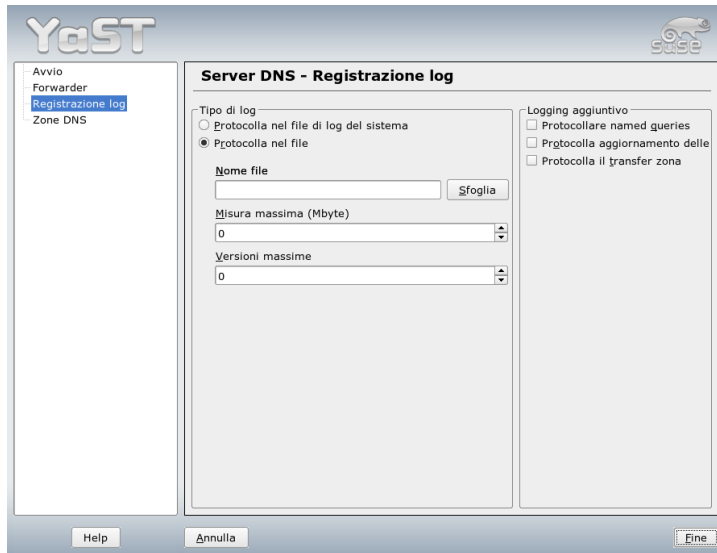 YaST
suse
Avvio
Forwarder
Registrazione log
Zone DNS
Server DNS - Registrazione log
Tipo di log
Protocolla nel file di log del sistema
Protocolla nel file
Nome file
Sfoglia
Misura massima (Mbyte)
0
Versioni massime
0
Logging aggiuntivo
Protocollare named queries
Protocolla aggiornamento delle
Protocolla il transfer zona
Help
Annulla
Fine